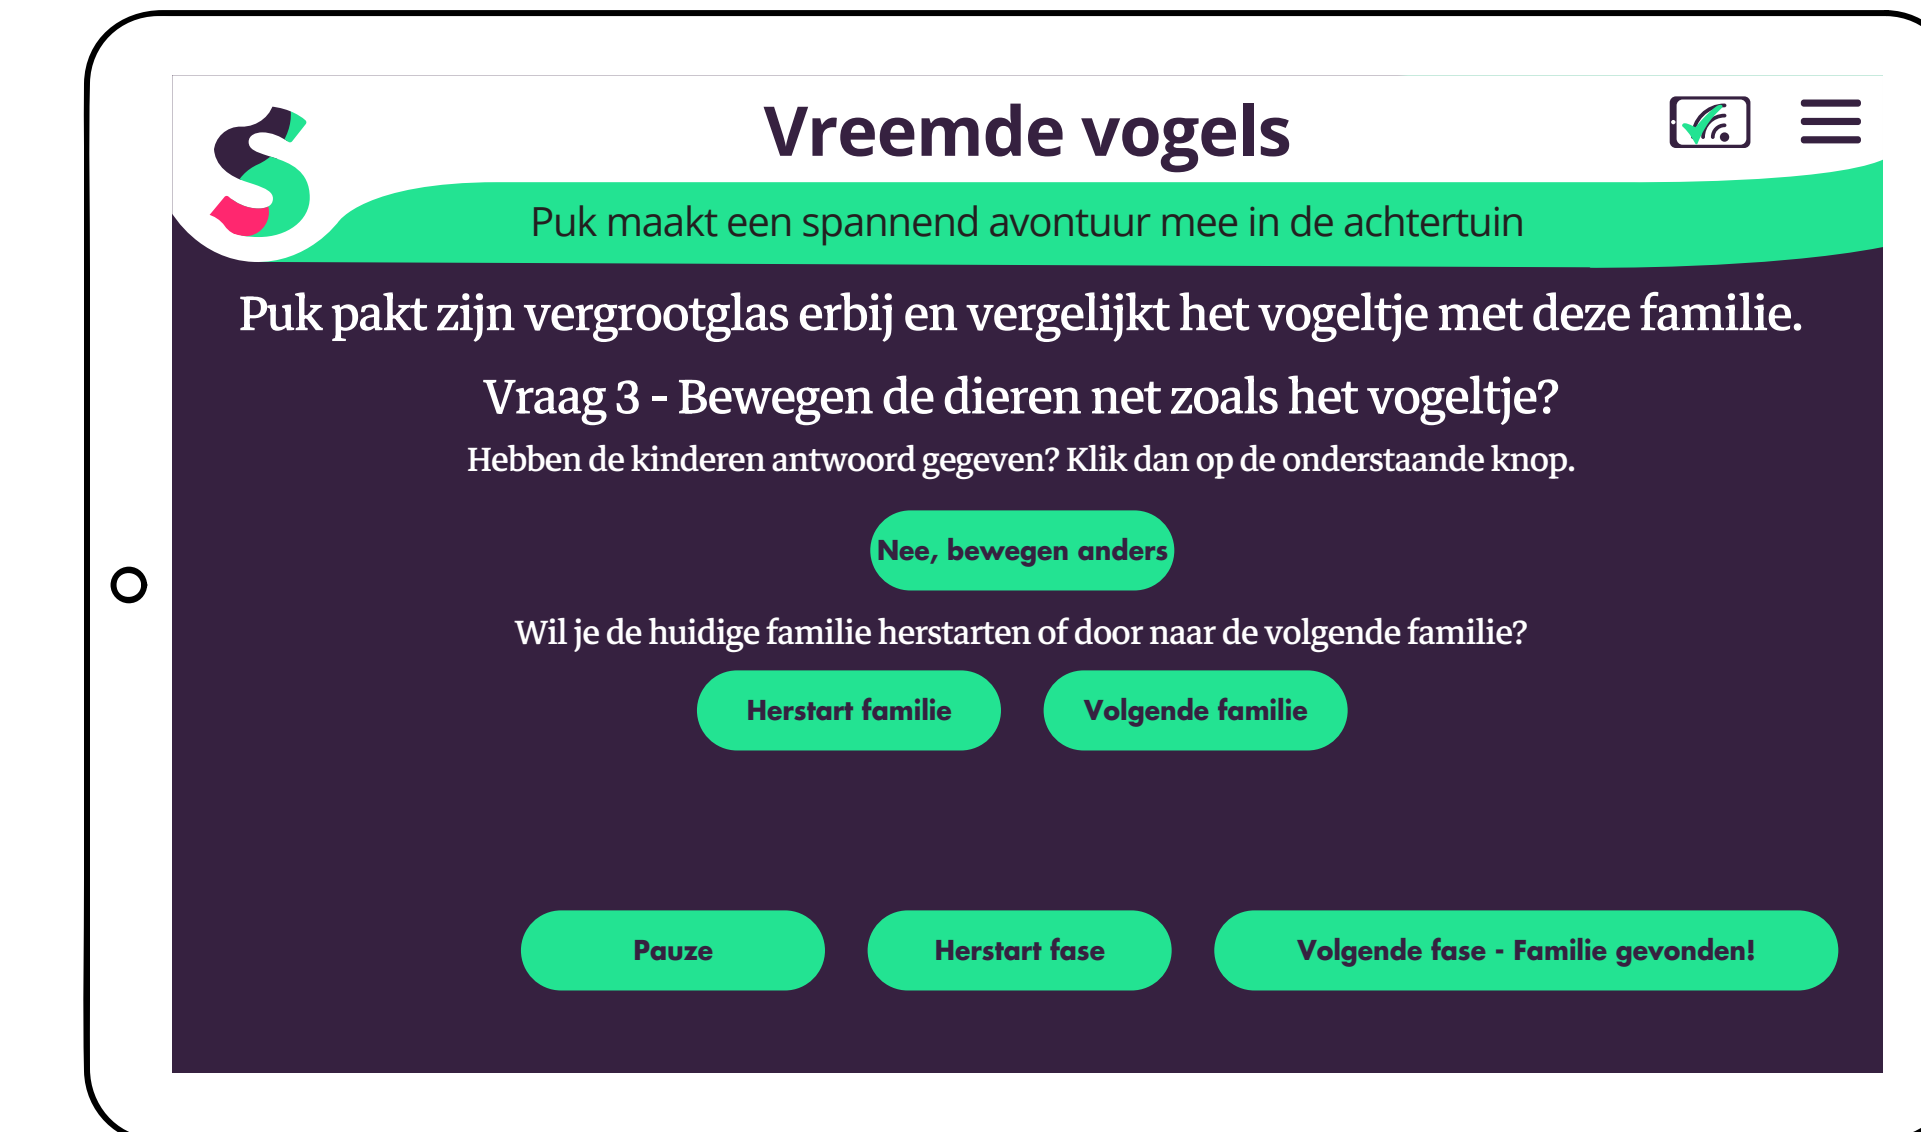 Vreemde vogels
Puk maakt een spannend avontuur mee in de achtertuin
Puk pakt zijn vergrootglas erbij en vergelijkt het vogeltje met deze familie.
Vraag 3 - Bewegen de dieren net zoals het vogeltje?
Hebben de kinderen antwoord gegeven? Klik dan op de onderstaande knop.
Nee, bewegen anders
Wil je de huidige familie herstarten of door naar de volgende familie?
Herstart familie
Volgende familie
Pauze
Herstart fase
Volgende fase - Familie gevonden!